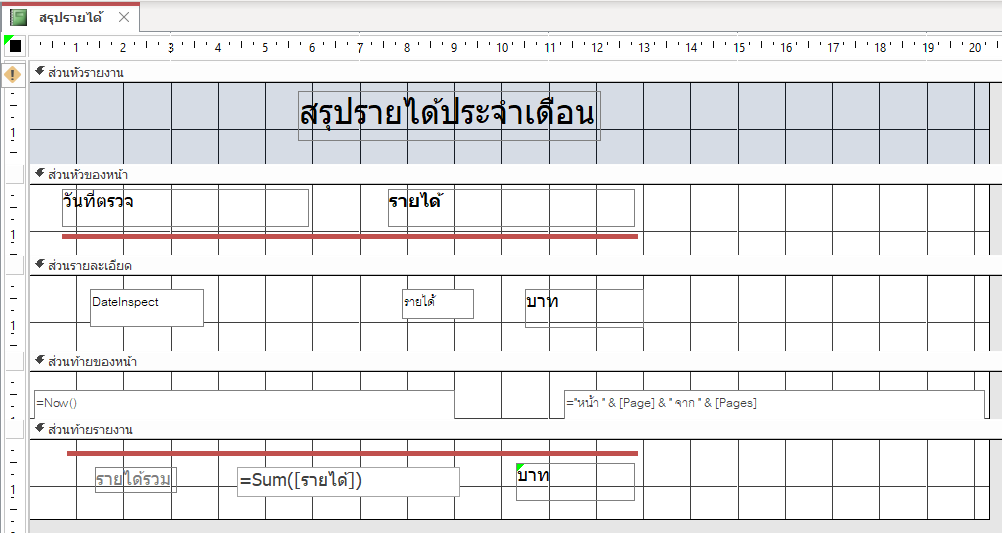 สรุปรายได้
1 2 3 4 5 6 7 8 9 10 11 12 13 14 15 16 17 18 19 20
ส่วนหัวรายงาน
สรุปรายได้ประจำเดือน
1
ส่วนหัวของหน้า
วันที่ตรวจ รายได้
1
ส่วนรายละเอียด
DateInspect รายได้ บาท
1
ส่วนท้ายของหน้า
=Now() ="หน้า " & [Page] & " จาก " & [Pages]
ส่วนท้ายรายงาน
รายได้รวม =Sum([รายได้]) บาท
1